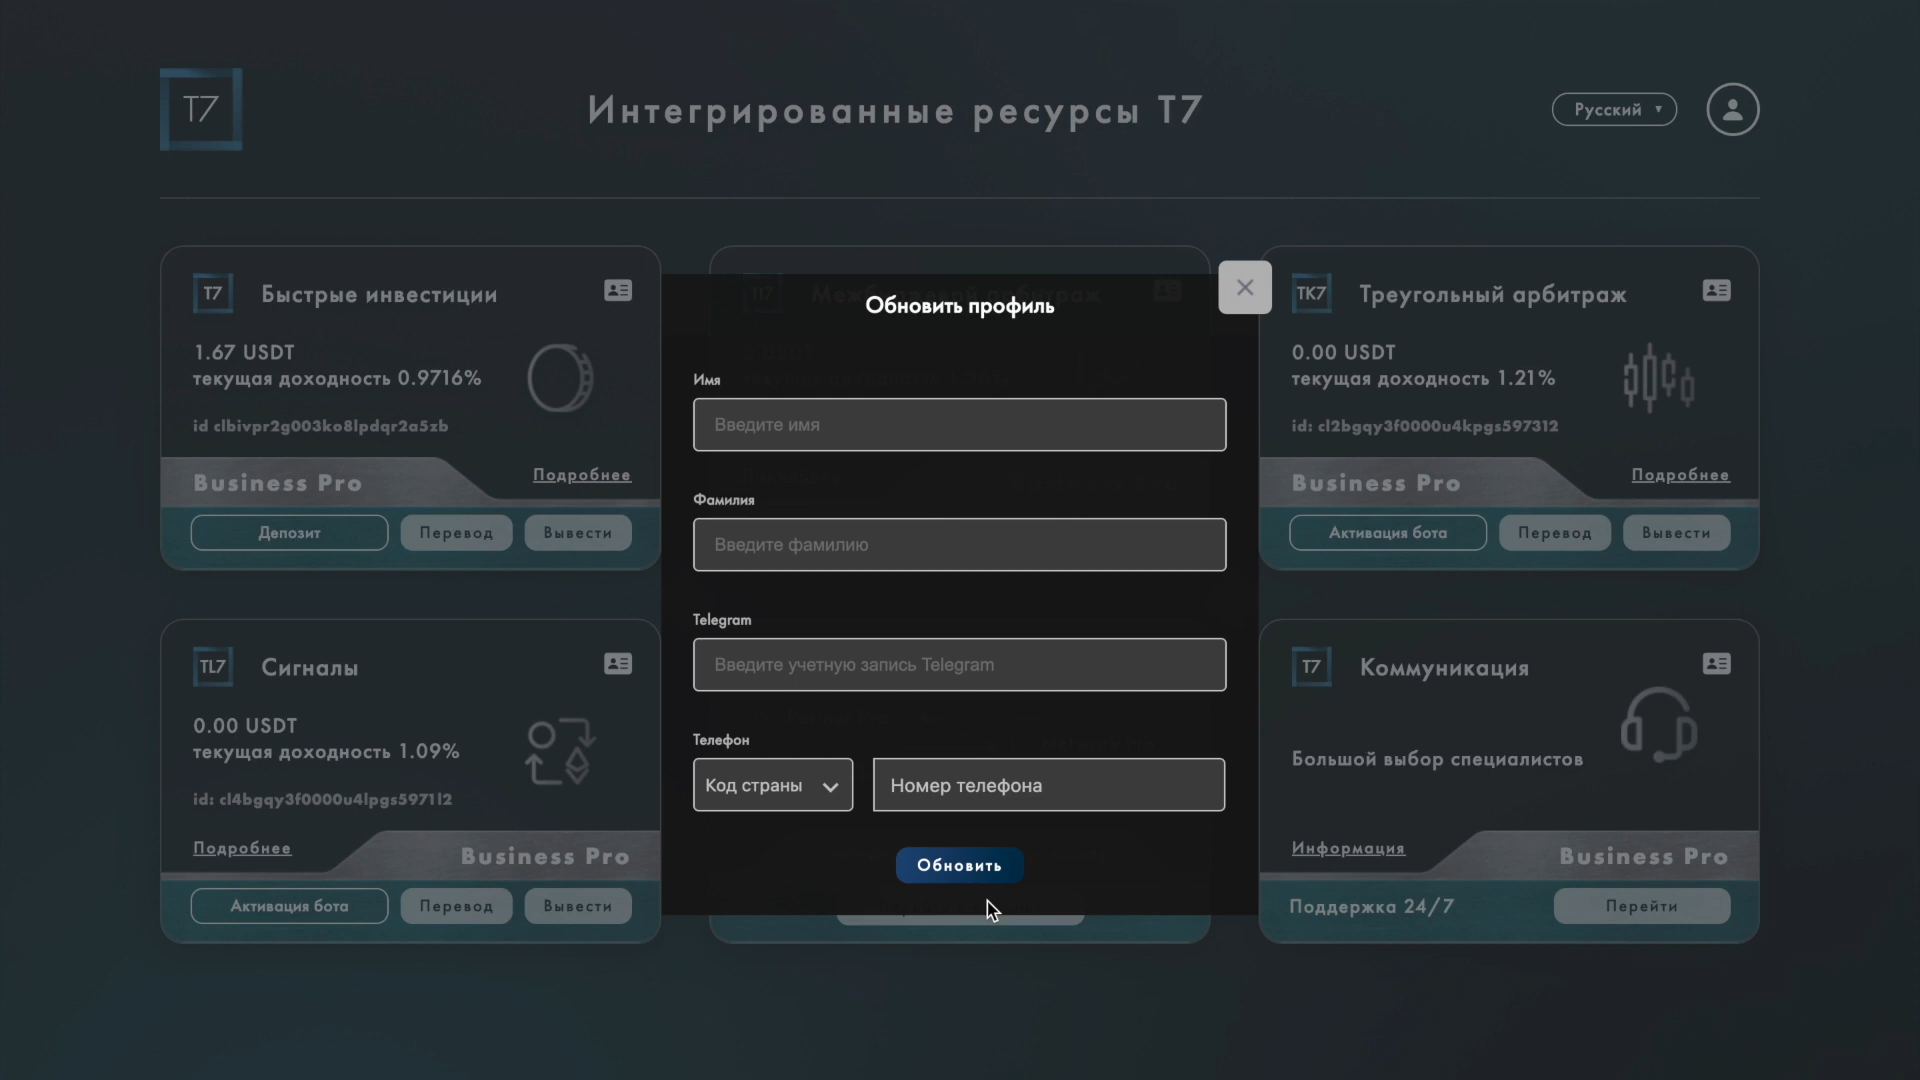 T7
Интегрированные ресурсы T7
Русский
T7
Быстрые инвестиции
1.67 USDT
текущая доходность 0.9716%
id clbivpr2g003ko8lpdqr2a5zb
Business Pro
Подробнее
Депозит
Перевод
Вывести
Обновить профиль
Имя
Введите имя
Фамилия
Введите фамилию
Telegram
Введите учетную запись Telegram
Телефон
Код страны
Номер телефона
Обновить
TK7
Треугольный арбитраж
0.00 USDT
текущая доходность 1.21%
id: cl2bgqy3f0000u4kpgs597312
Business Pro
Подробнее
Активация бота
Перевод
Вывести
TL7
Сигналы
0.00 USDT
текущая доходность 1.09%
id: cl4bgqy3f0000u4lpgs5971l2
Подробнее
Business Pro
Активация бота
Перевод
Вывести
T7
Коммуникация
Большой выбор специалистов
Информация
Business Pro
Поддержка 24/7
Перейти